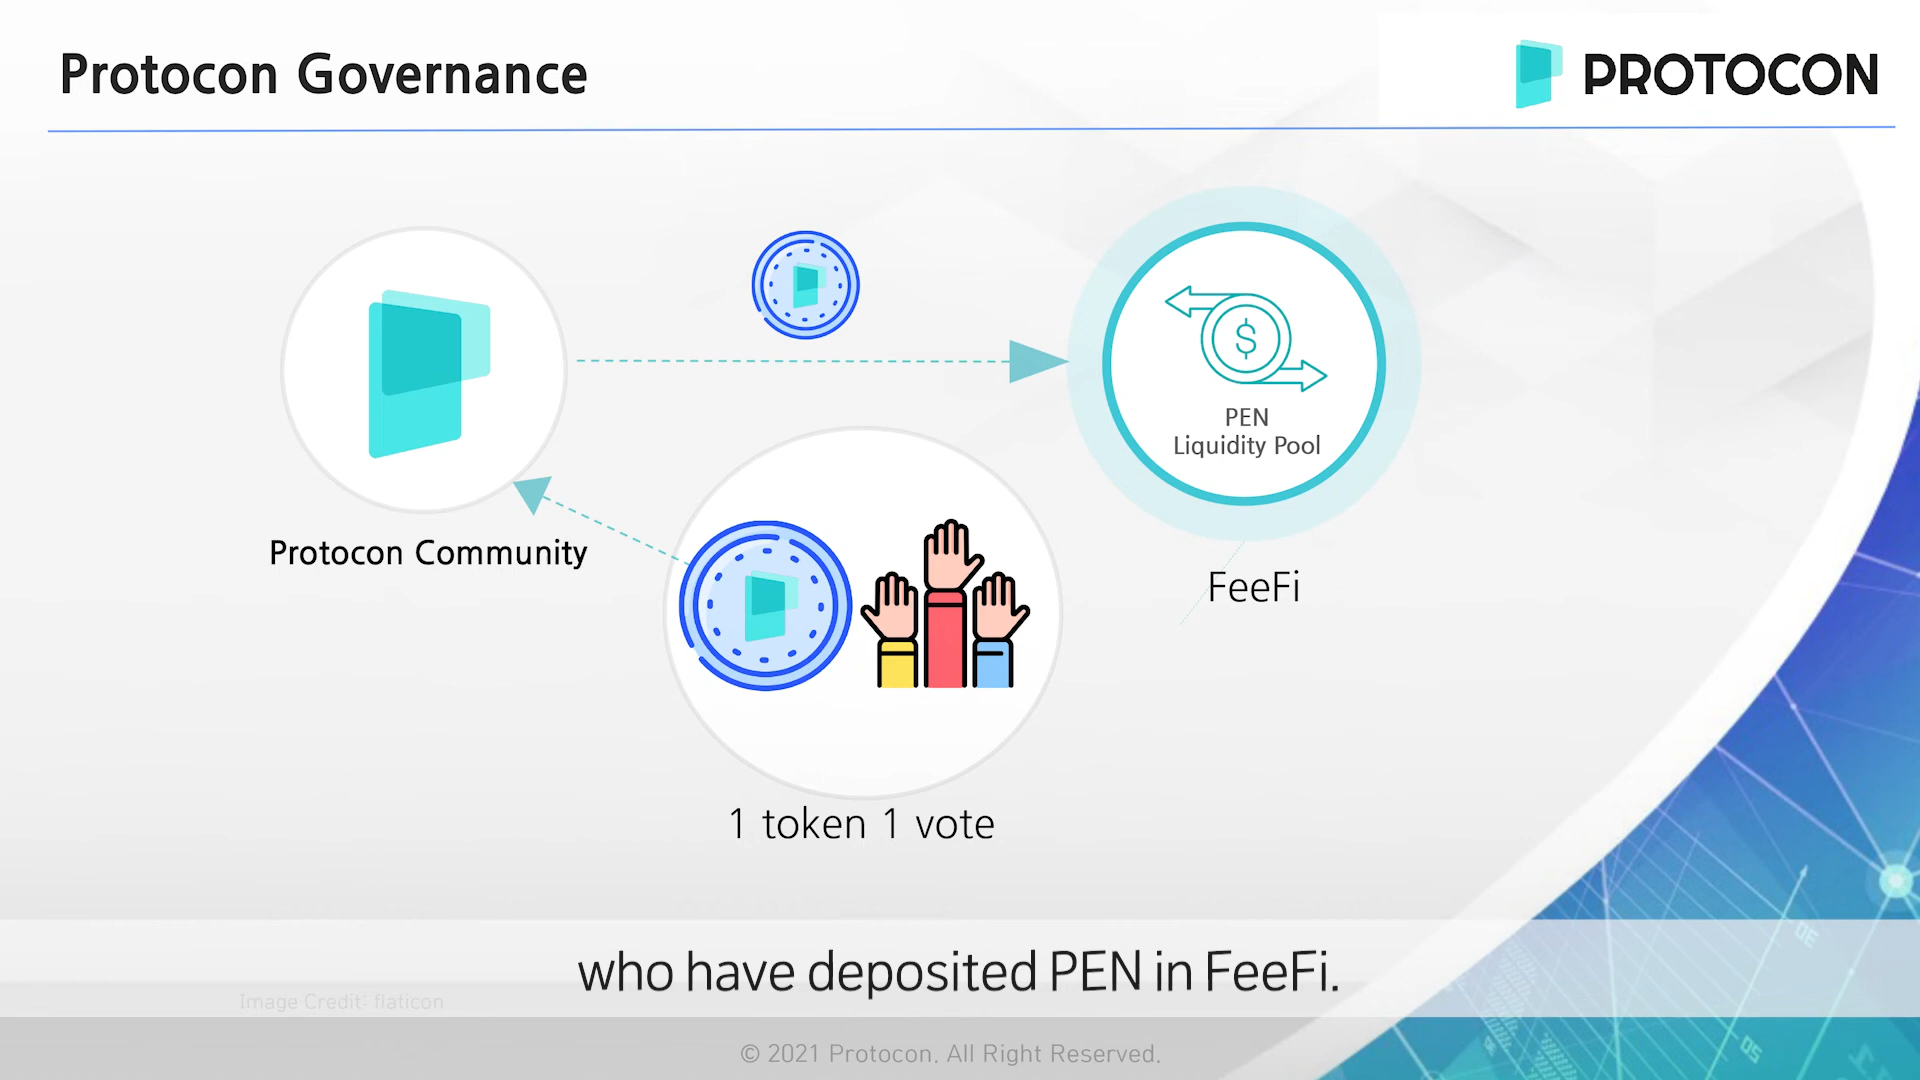 Protocon Governance
PROTOCON
$
PEN
Liquidity Pool
Protocon Community
FeeFi
1 token 1 vote
who have deposited PEN in FeeFi.
Image Credit: flaticon
© 2021 Protocon. All Right Reserved.